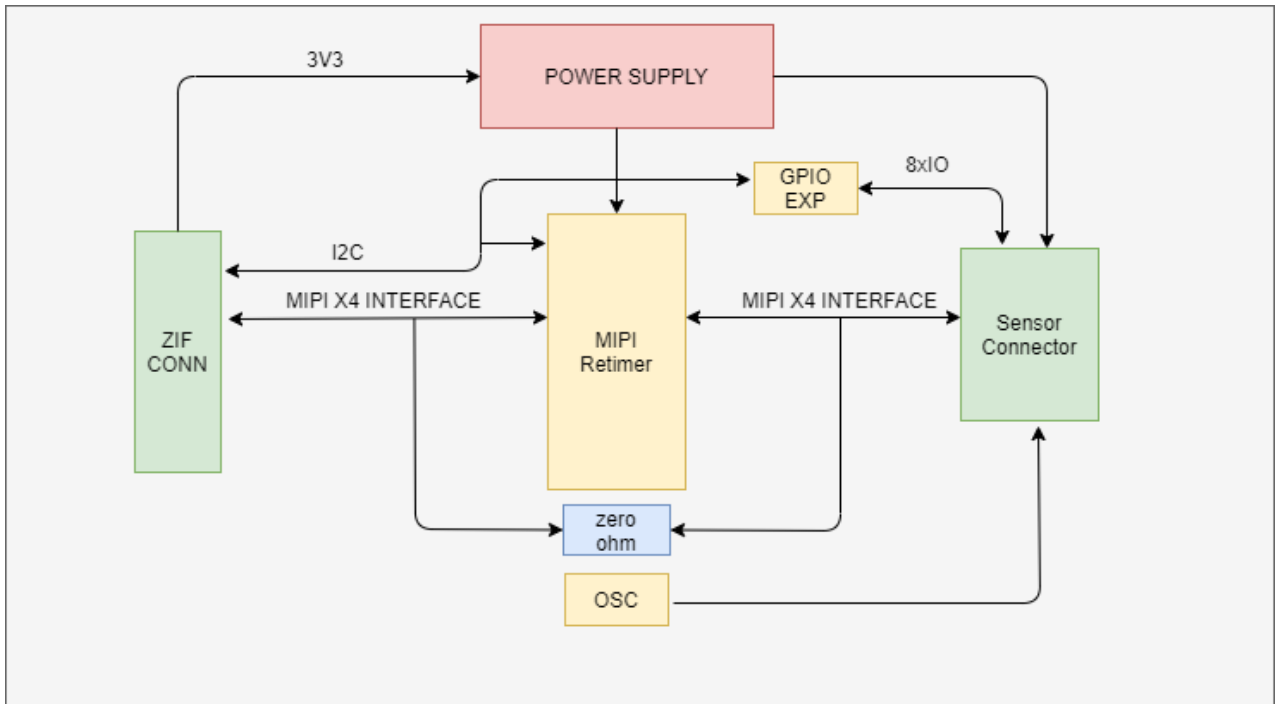 3V3
POWER SUPPLY
8xIO
GPIO
EXP
I2C
MIPI X4 INTERFACE
MIPI X4 INTERFACE
ZIF
CONN
MIPI
Retimer
Sensor
Connector
zero
ohm
OSC